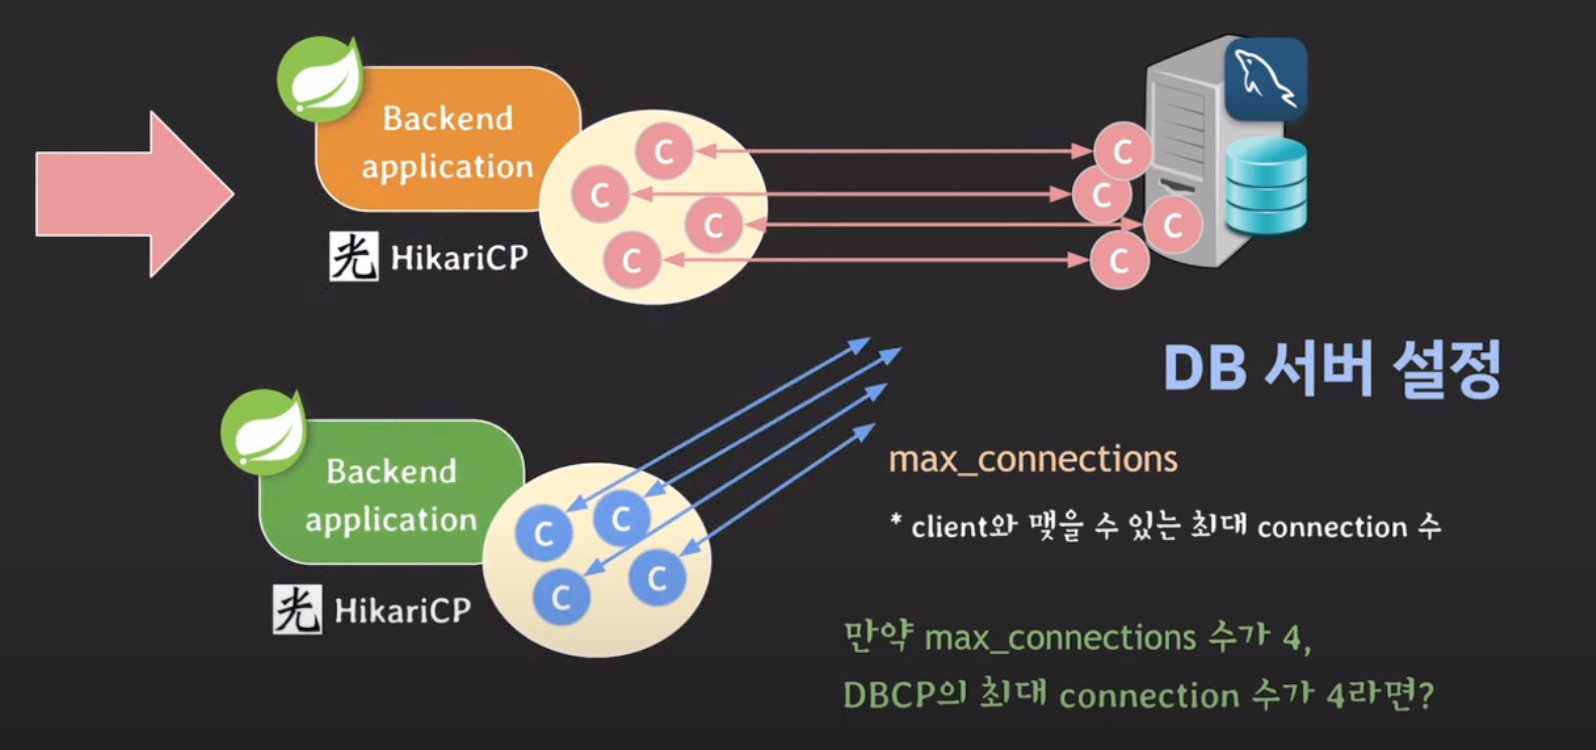 Backend
application
光 HikariCP
C
C
C
C
C
C
C
C
DB 서버 설정
max_connections
* client와 맺을 수 있는 최대 connection 수
Backend
application
光 HikariCP
C
C
C
C
만약 max_connections 수가 4,
DBCP의 최대 connection 수가 4라면?